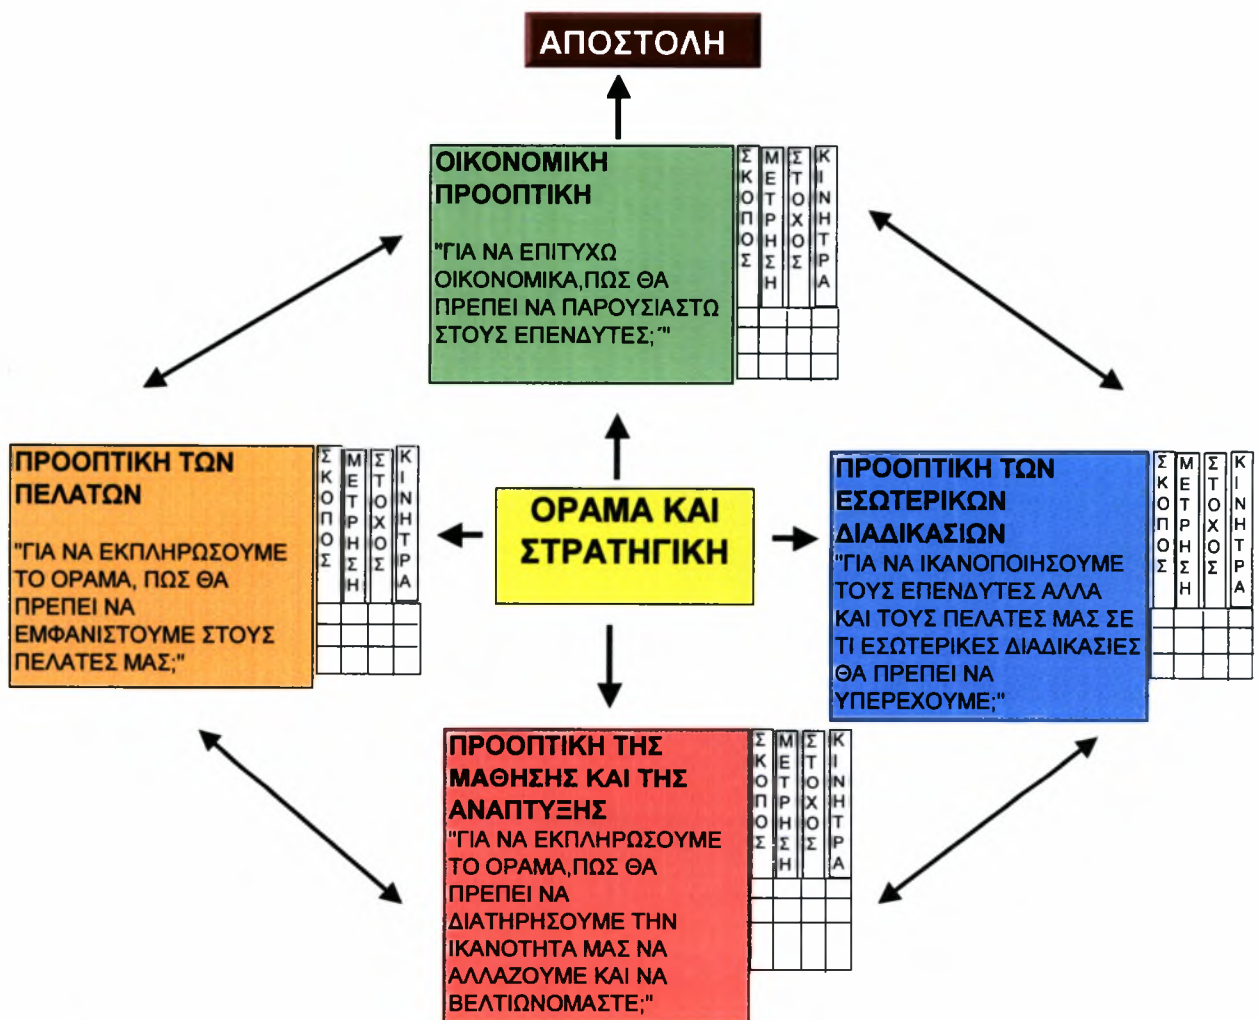 ΑΠΟΣΤΟΛΗ
ΟΙΚΟΝΟΜΙΚΗ
ΠΡΟΟΠΤΙΚΗ
"ΓΙΑ ΝΑ ΕΠΙΤΥΧΩ
ΟΙΚΟΝΟΜΙΚΑ,ΠΩΣ ΘΑ
ΠΡΕΠΕΙ ΝΑ ΠΑΡΟΥΣΙΑΣΤΩ
ΣΤΟΥΣ ΕΠΕΝΔΥΤΕΣ;"
ΣΚΟΠΟΣ
ΜΕΤΡΗΣΗ
ΣΤΟΧΟΣ
ΚΙΝΗΤΡΑ
ΠΡΟΟΠΤΙΚΗ ΤΩΝ
ΠΕΛΑΤΩΝ
"ΓΙΑ ΝΑ ΕΚΠΛΗΡΩΣΟΥΜΕ
ΤΟ ΟΡΑΜΑ, ΠΩΣ ΘΑ
ΠΡΕΠΕΙ ΝΑ
ΕΜΦΑΝΙΣΤΟΥΜΕ ΣΤΟΥΣ
ΠΕΛΑΤΕΣ ΜΑΣ;"
ΣΚΟΠΟΣ
ΜΕΤΡΗΣΗ
ΣΤΟΧΟΣ
ΚΙΝΗΤΡΑ
ΟΡΑΜΑ ΚΑΙ
ΣΤΡΑΤΗΓΙΚΗ
ΠΡΟΟΠΤΙΚΗ ΤΩΝ
ΕΣΩΤΕΡΙΚΩΝ
ΔΙΑΔΙΚΑΣΙΩΝ
"ΓΙΑ ΝΑ ΙΚΑΝΟΠΟΙΗΣΟΥΜΕ
ΤΟΥΣ ΕΠΕΝΔΥΤΕΣ ΑΛΛΑ
ΚΑΙ ΤΟΥΣ ΠΕΛΑΤΕΣ ΜΑΣ ΣΕ
ΤΙ ΕΣΩΤΕΡΙΚΕΣ ΔΙΑΔΙΚΑΣΙΕΣ
ΘΑ ΠΡΕΠΕΙ ΝΑ
ΥΠΕΡΕΧΟΥΜΕ;"
ΣΚΟΠΟΣ
ΜΕΤΡΗΣΗ
ΣΤΟΧΟΣ
ΚΙΝΗΤΡΑ
ΠΡΟΟΠΤΙΚΗ ΤΗΣ
ΜΑΘΗΣΗΣ ΚΑΙ ΤΗΣ
ΑΝΑΠΤΥΞΗΣ
"ΓΙΑ ΝΑ ΕΚΠΛΗΡΩΣΟΥΜΕ
ΤΟ ΟΡΑΜΑ,ΠΩΣ ΘΑ
ΠΡΕΠΕΙ ΝΑ
ΔΙΑΤΗΡΗΣΟΥΜΕ ΤΗΝ
ΙΚΑΝΟΤΗΤΑ ΜΑΣ ΝΑ
ΑΛΛΑΖΟΥΜΕ ΚΑΙ ΝΑ
ΒΕΛΤΙΩΝΟΜΑΣΤΕ;"
ΣΚΟΠΟΣ
ΜΕΤΡΗΣΗ
ΣΤΟΧΟΣ
ΚΙΝΗΤΡΑ